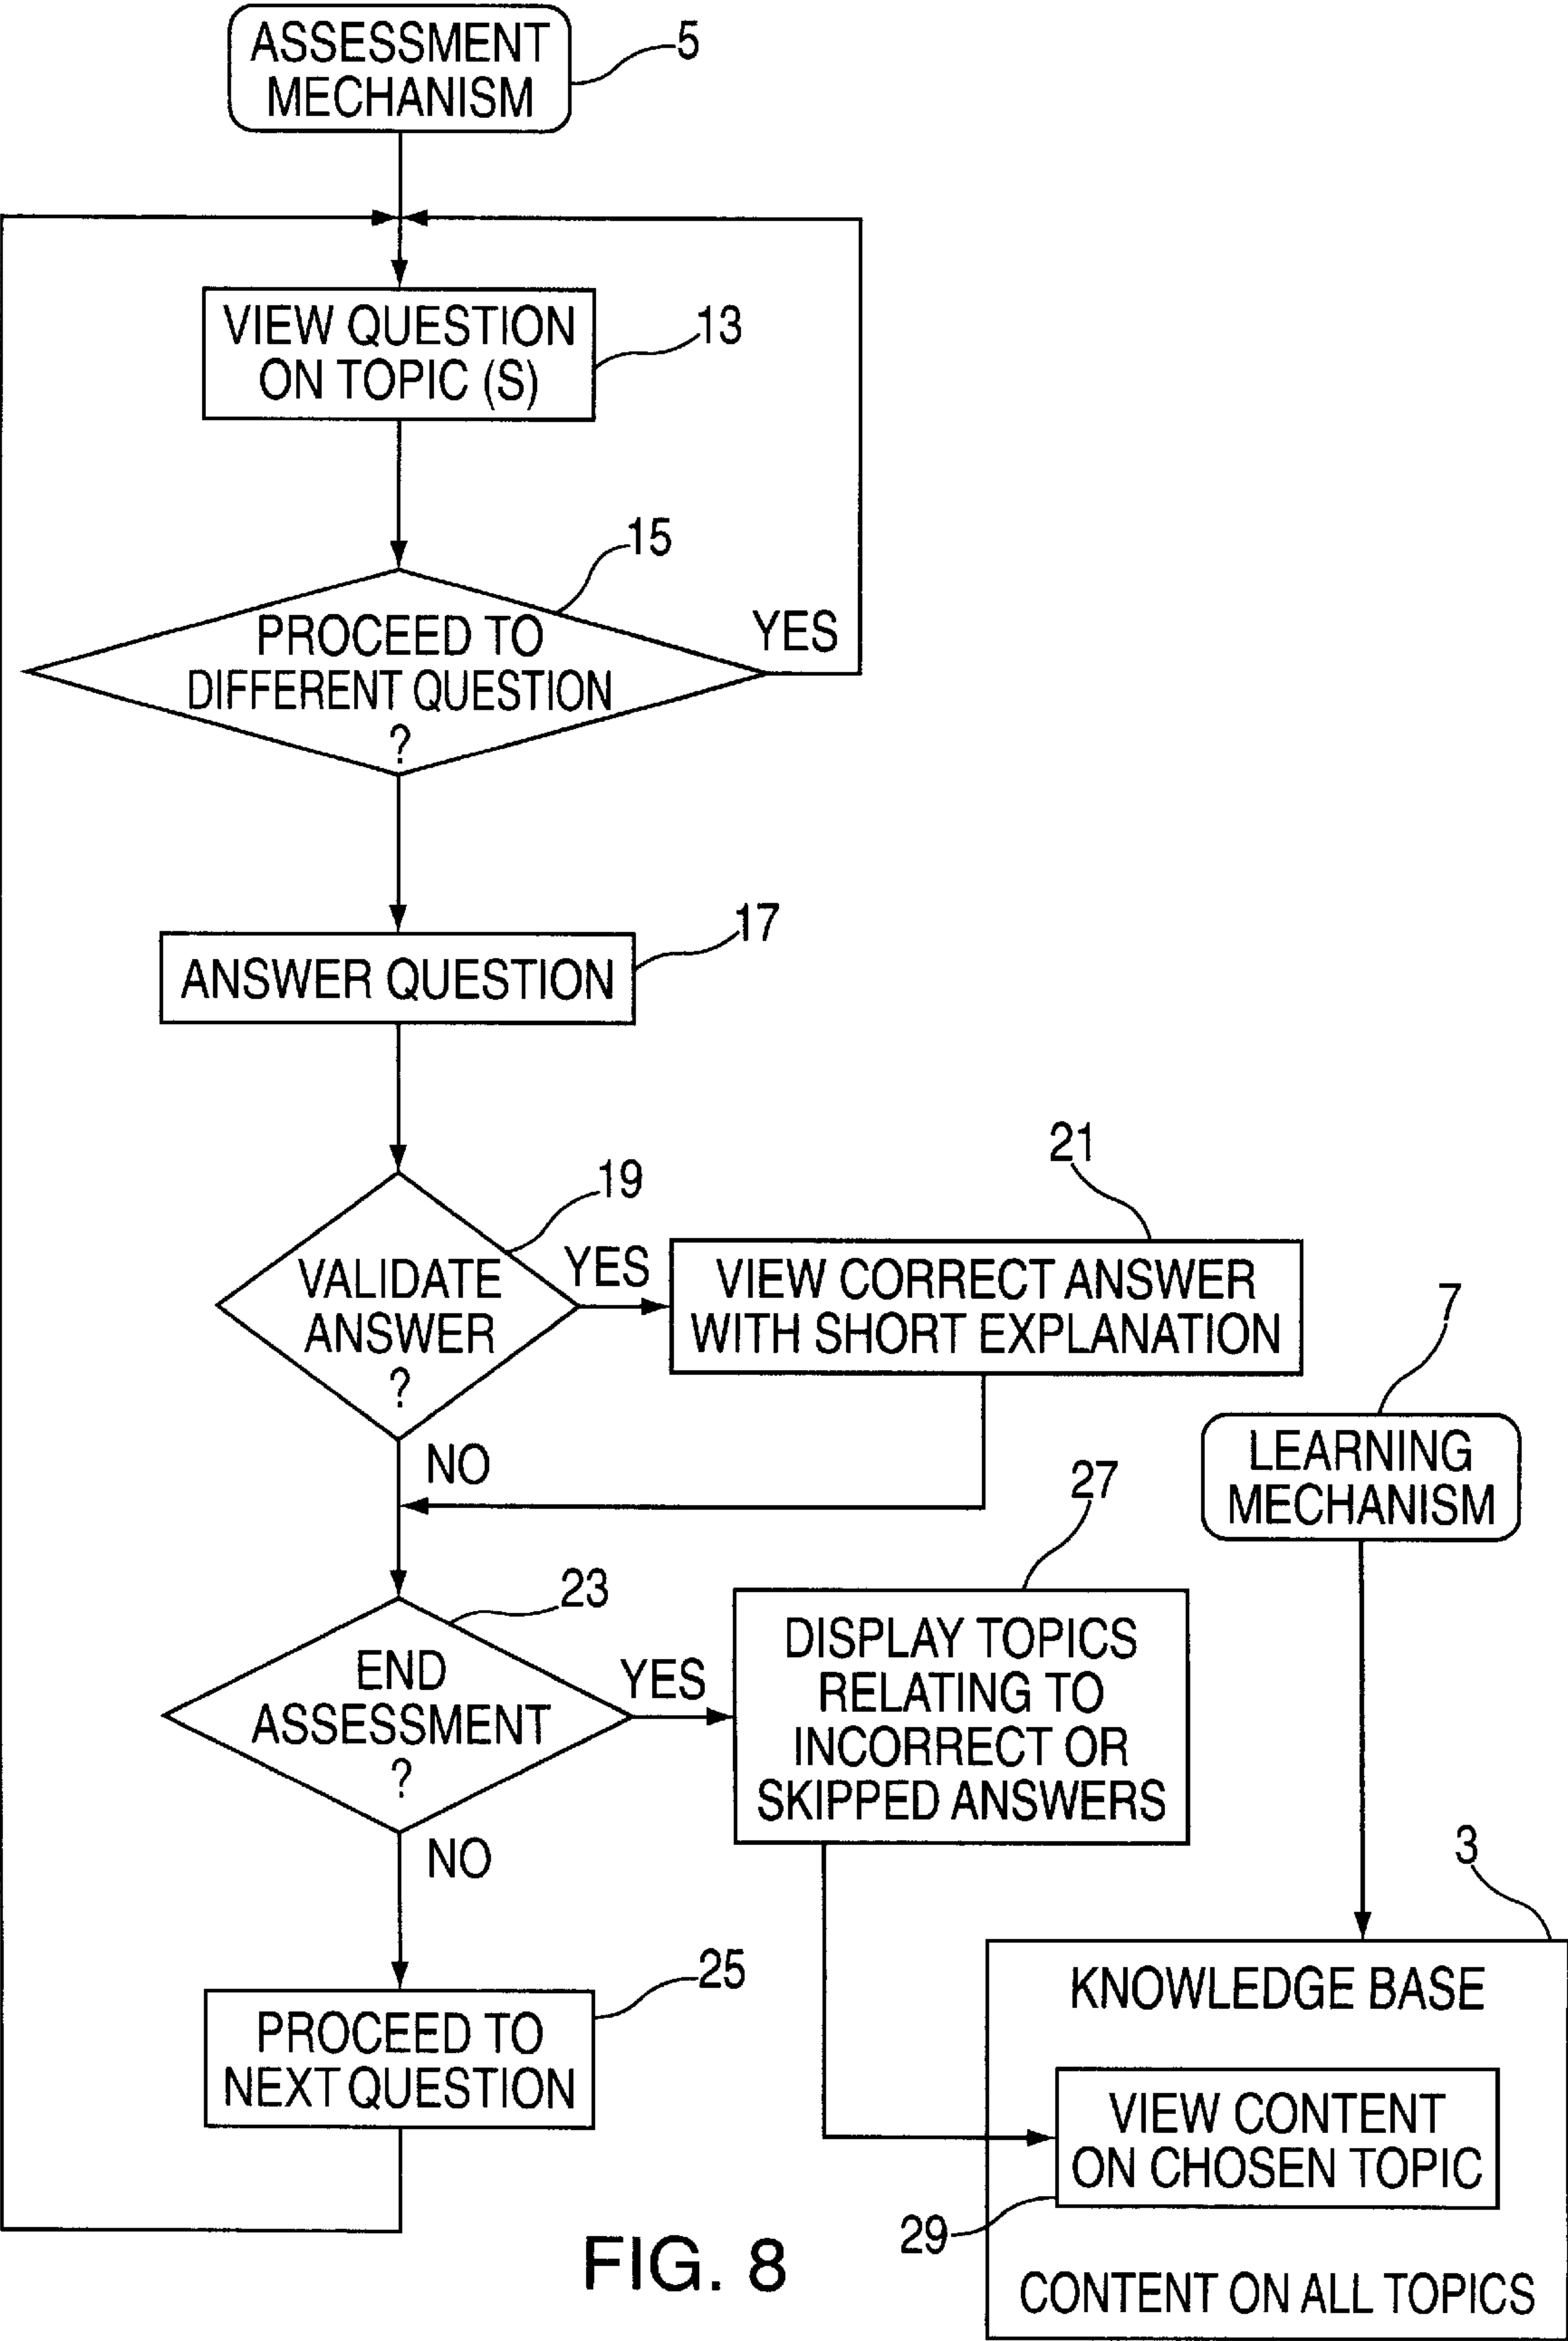 ASSESSMENT
MECHANISM
5
VIEW QUESTION
ON TOPIC (S)
13
15
PROCEED TO
DIFFERENT QUESTION
?
YES
17
ANSWER QUESTION
19
VALIDATE
ANSWER
?
YES
NO
21
VIEW CORRECT ANSWER
WITH SHORT EXPLANATION
7
LEARNING
MECHANISM
23
END
ASSESSMENT
?
YES
NO
27
DISPLAY TOPICS
RELATING TO
INCORRECT OR
SKIPPED ANSWERS
25
PROCEED TO
NEXT QUESTION
3
KNOWLEDGE BASE
VIEW CONTENT
ON CHOSEN TOPIC
29
CONTENT ON ALL TOPICS
FIG. 8